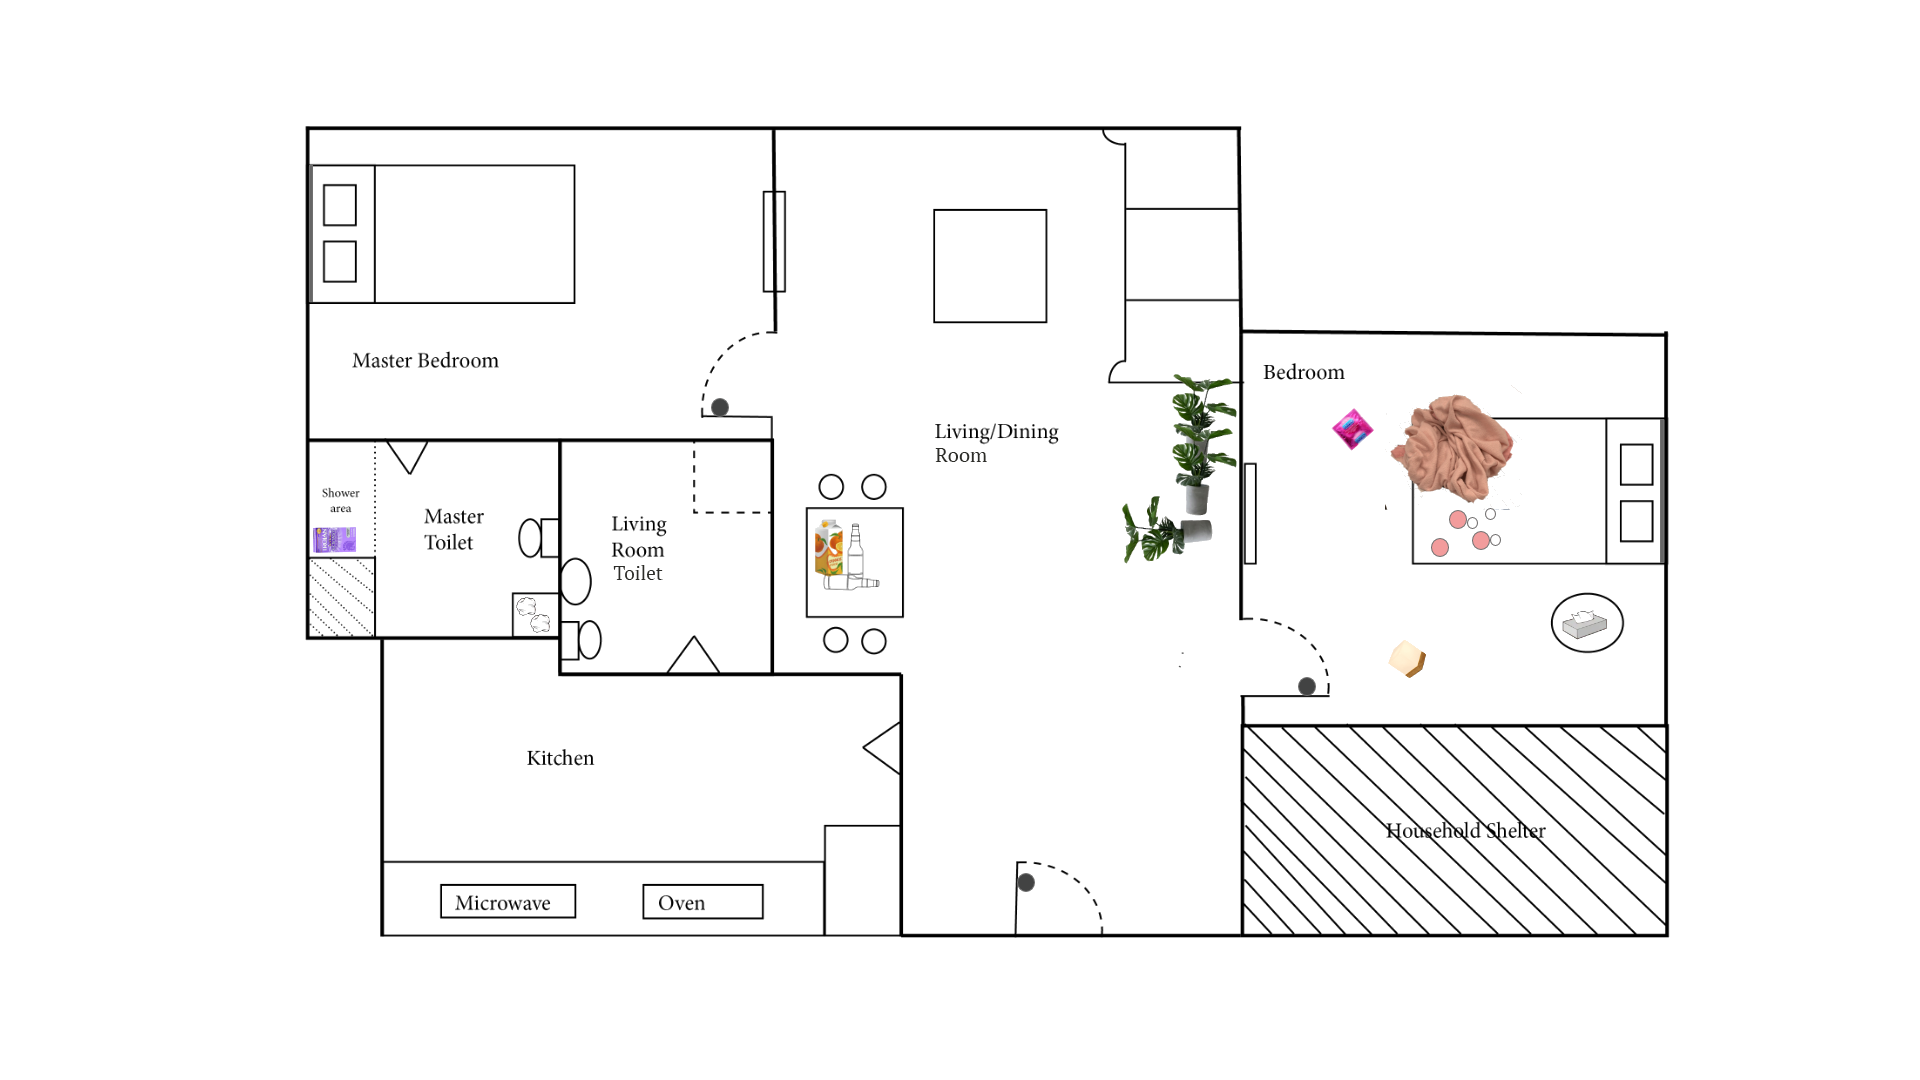 Master Bedroom
Bedroom
Living/Dining
Room
Shower
area
Master
Toilet
Living
Room
Toilet
Kitchen
Household Shelter
Microwave
Oven